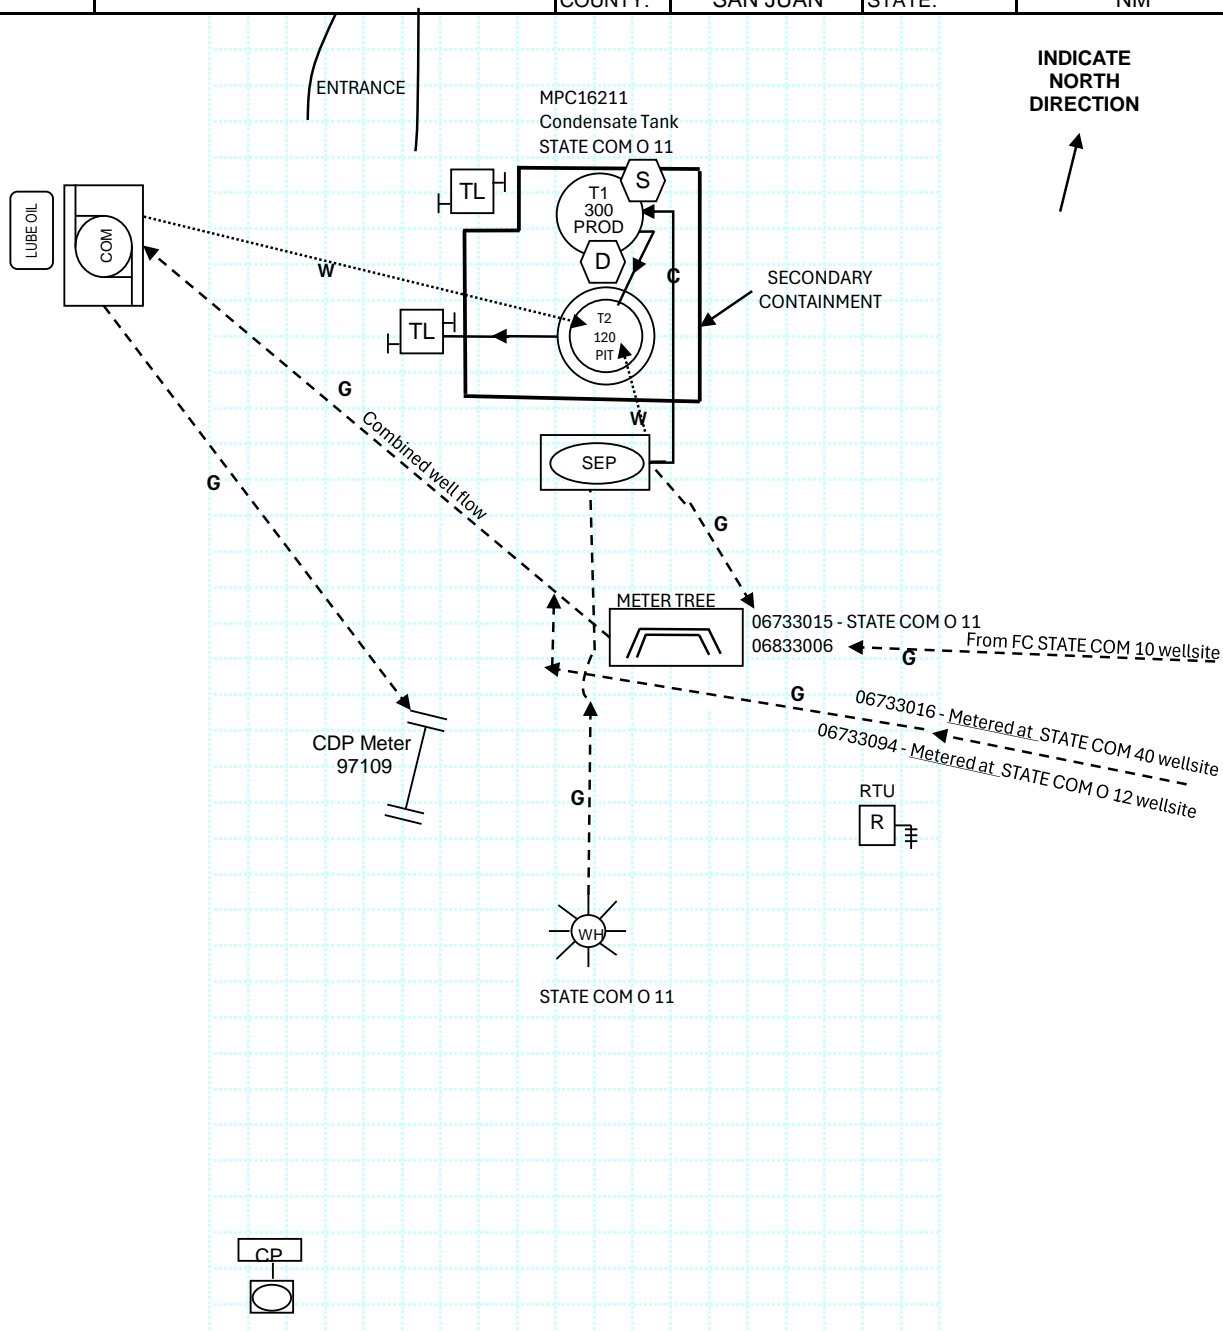 COUNTY: SAN JUAN STATE: NM
INDICATE
NORTH
DIRECTION
ENTRANCE
MPC16211
Condensate Tank
STATE COM O 11
TL
S
T1
300
PROD
D
LUBE OIL
COM
W
C
SECONDARY
CONTAINMENT
TL
T2
120
PIT
G
W
Combined well flow
SEP
G
G
METER TREE
06733015 - STATE COM O 11
06833006
From FC STATE COM 10 wellsite
G
G
06733016 - Metered at STATE COM 40 wellsite
06733094 - Metered at STATE COM O 12 wellsite
CDP Meter
97109
RTU
R
G
WH
STATE COM O 11
CP